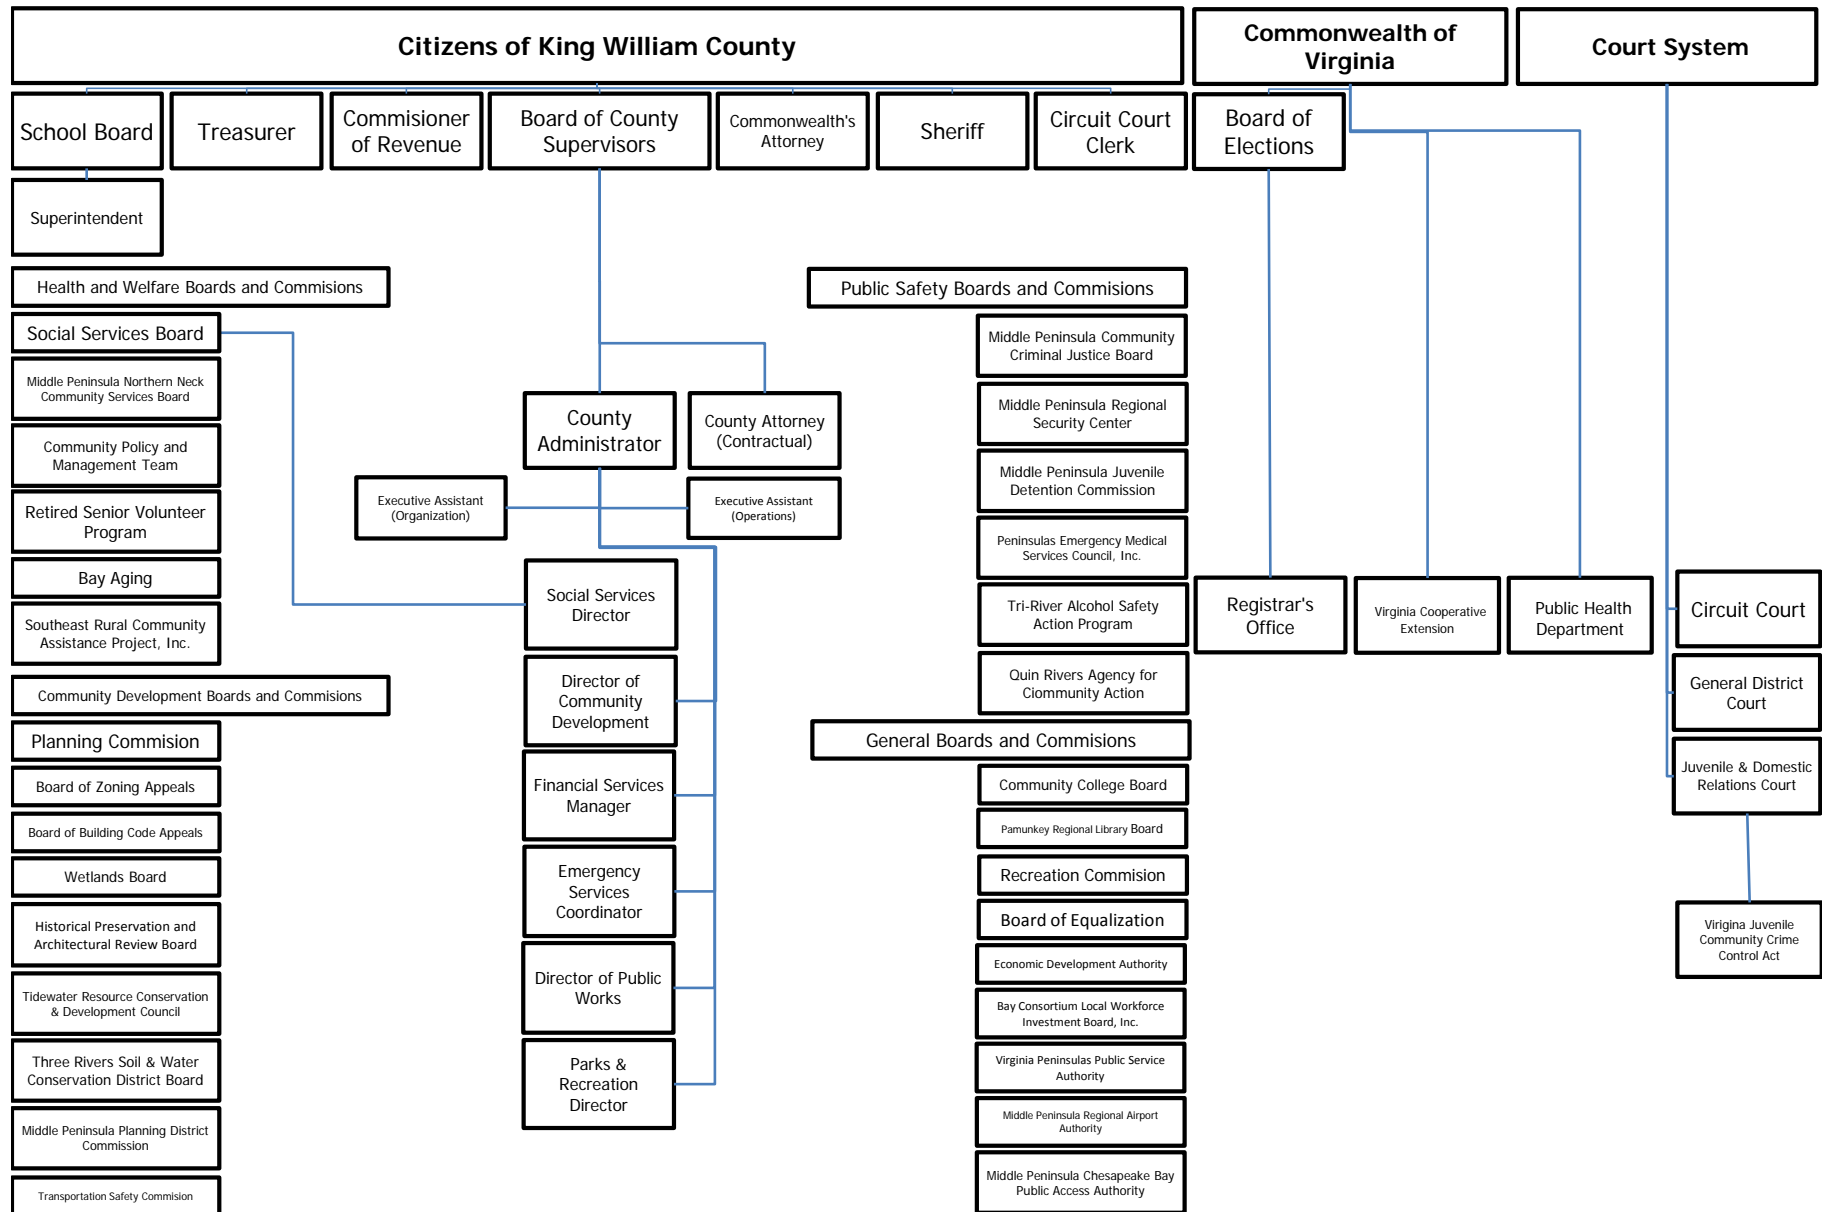 Citizens of King William County
Commonwealth of
Virginia
Court System
School Board
Treasurer
Commisioner
of Revenue
Board of County
Supervisors
Commonwealth's
Attorney
Sheriff
Circuit Court
Clerk
Board of
Elections
Superintendent
Health and Welfare Boards and Commisions
Social Services Board
Middle Peninsula Northern Neck
Community Services Board
Community Policy and
Management Team
Retired Senior Volunteer
Program
Bay Aging
Southeast Rural Community
Assistance Project, Inc.
Community Development Boards and Commisions
Planning Commision
Board of Zoning Appeals
Board of Building Code Appeals
Wetlands Board
Historical Preservation and
Architectural Review Board
Tidewater Resource Conservation
& Development Council
Three Rivers Soil & Water
Conservation District Board
Middle Peninsula Planning District
Commission
Transportation Safety Commision
County
Administrator
County Attorney
(Contractual)
Executive Assistant
(Organization)
Executive Assistant
(Operations)
Social Services
Director
Director of
Community
Development
Financial Services
Manager
Emergency
Services
Coordinator
Director of Public
Works
Parks &
Recreation
Director
Public Safety Boards and Commisions
Middle Peninsula Community
Criminal Justice Board
Middle Peninsula Regional
Security Center
Middle Peninsula Juvenile
Detention Commission
Peninsulas Emergency Medical
Services Council, Inc.
Tri-River Alcohol Safety
Action Program
Quin Rivers Agency for
Ciommunity Action
General Boards and Commisions
Community College Board
Pamunkey Regional Library Board
Recreation Commision
Board of Equalization
Economic Development Authority
Bay Consortium Local Workforce
Investment Board, Inc.
Virginia Peninsulas Public Service
Authority
Middle Peninsula Regional Airport
Authority
Middle Peninsula Chesapeake Bay
Public Access Authority
Registrar's
Office
Virginia Cooperative
Extension
Public Health
Department
Circuit Court
General District
Court
Juvenile & Domestic
Relations Court
Virigina Juvenile
Community Crime
Control Act